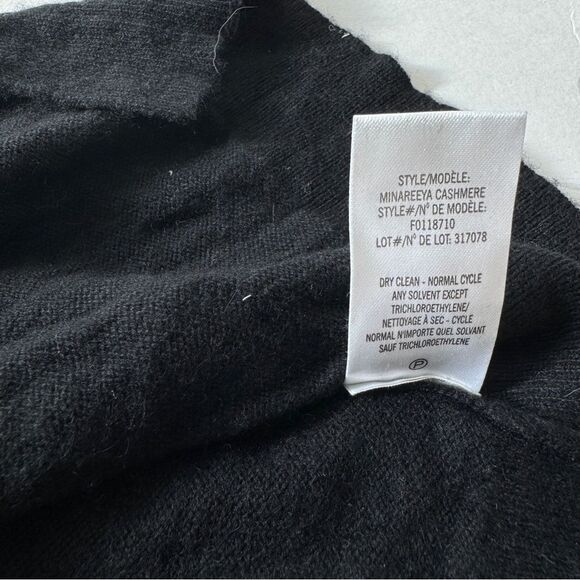 STYLE/MODÈLE:
MINAREEYA CASHMERE
STYLE#/N° DE MODÈLE:
F0118710
LOT#/N° DE LOT: 317078
DRY CLEAN - NORMAL CYCLE
ANY SOLVENT EXCEPT
TRICHLOROETHYLENE/
NETTOYAGE À SEC - CYCLE
NORMAL N'IMPORTE QUEL SOLVANT
SAUF TRICHLOROETHYLENE
P